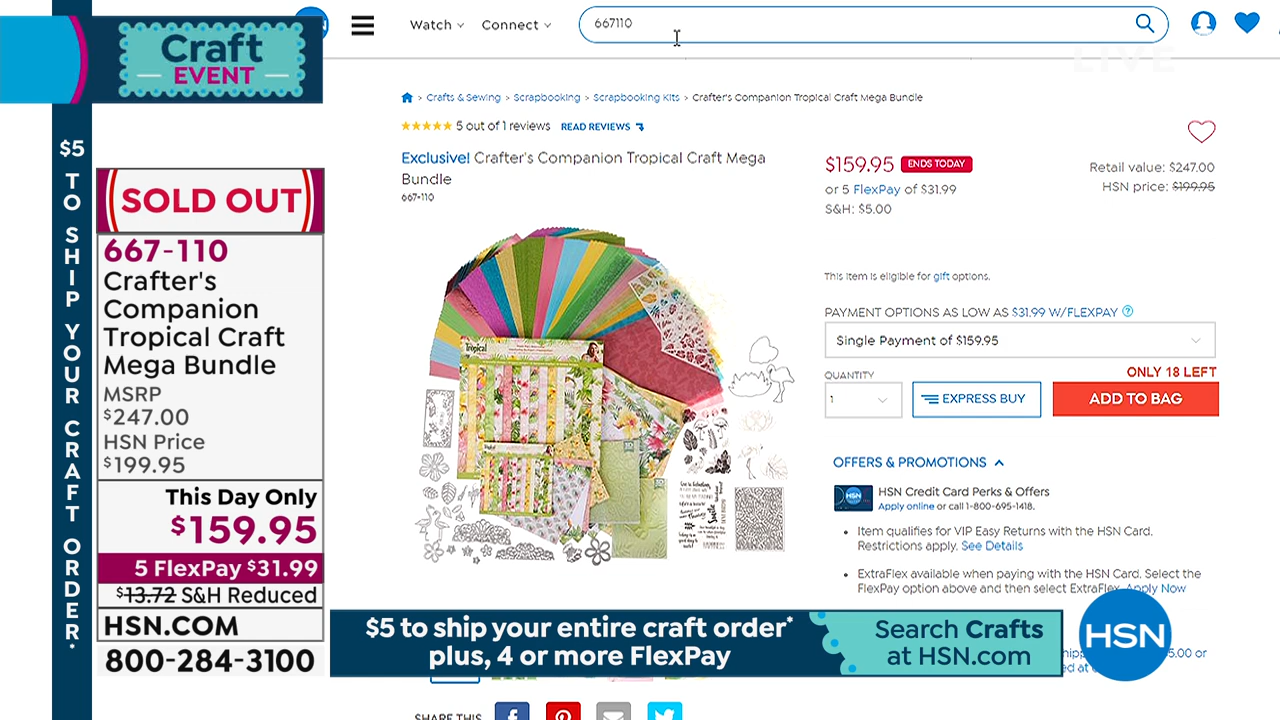 Craft
EVENT
$5 TO SHIP YOUR CRAFT ORDER.*
SOLD OUT
667-110
Crafter's
Companion
Tropical Craft
Mega Bundle
MSRP
$247.00
HSN Price
$199.95
This Day Only
$159.95
5 FlexPay $31.99
$13.72 S&H Reduced
HSN.COM
800-284-3100
Watch
Connect
667110
LIVE
> Crafts & Sewing > Scrapbooking > Scrapbooking Kits > Crafter's Companion Tropical Craft Mega Bundle
5 out of 1 reviews READ REVIEWS
Exclusive! Crafter's Companion Tropical Craft Mega
Bundle
667-110
Tropical
$159.95 ENDS TODAY
or 5 FlexPay of $31.99
S&H: $5.00
Retail value: $247.00
HSN price: $199.95
This item is eligible for gift options.
PAYMENT OPTIONS AS LOW AS $31.99 W/FLEXPAY ?
Single Payment of $159.95
QUANTITY
ONLY 18 LEFT
1
EXPRESS BUY
ADD TO BAG
OFFERS & PROMOTIONS
HSN
HSN Credit Card Perks & Offers
Apply online or call 1-800-695-1418.
• Item qualifies for VIP Easy Returns with the HSN Card.
Restrictions apply. See Details
• ExtraFlex available when paying with the HSN Card. Select the
FlexPay option above and then select ExtraFlex. Apply Now
$5 to ship your entire craft order*
plus, 4 or more FlexPay
Search Crafts
at HSN.com
HSN
SHARE THIS